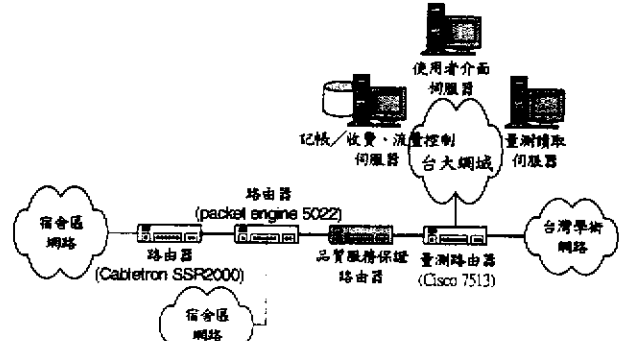 使用者介面
伺服器
記帳/收費、流量控制
伺服器
量測讀取
伺服器
台大網域
路由器
(packet engine 5022)
宿舍區
網路
路由器
(Cabletron SSR2000)
品質服務保證
路由器
量測路由器
(Cisco 7513)
台灣學術
網路
宿舍區
網路